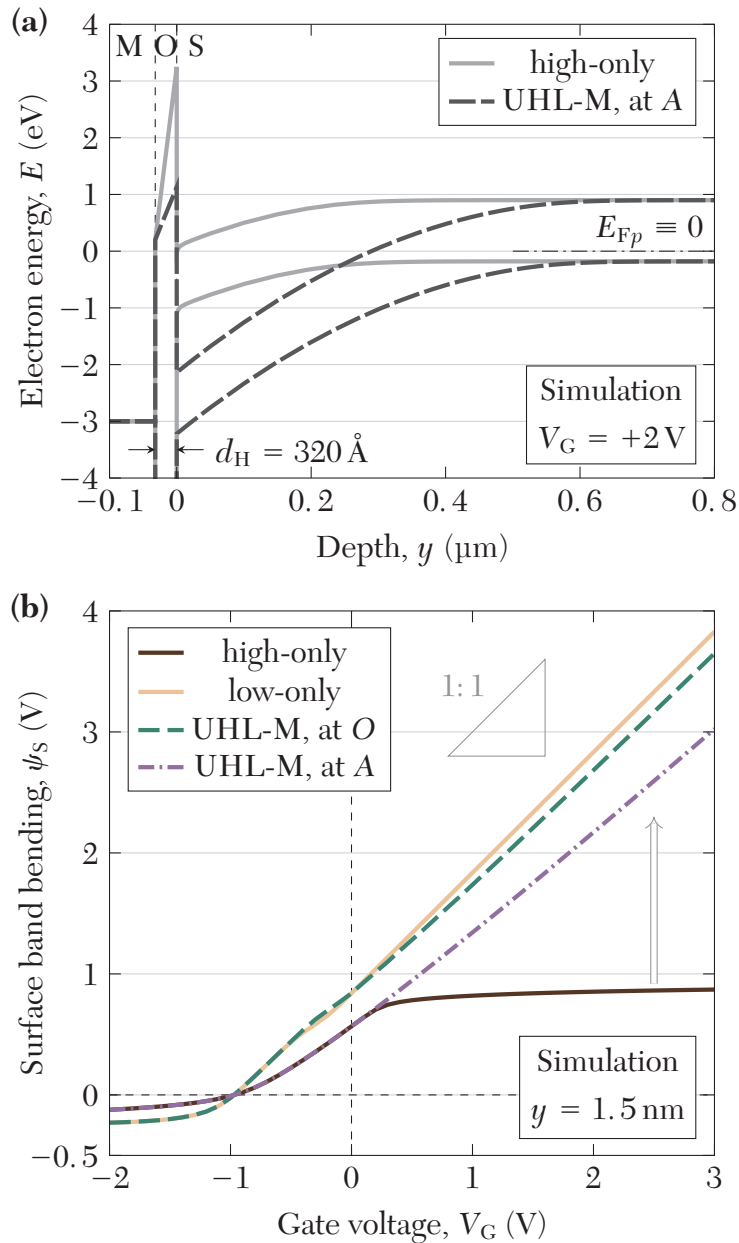 (a)
M O S
high-only
UHL-M, at A
E_Fp ≡ 0
Simulation
V_G = +2 V
d_H = 320 Å
Electron energy, E (eV)
4
3
2
1
0
−1
−2
−3
−4
−0.1 0 0.2 0.4 0.6 0.8
Depth, y (µm)
(b)
high-only
low-only
UHL-M, at O
UHL-M, at A
1:1
Simulation
y = 1.5 nm
Surface band bending, ψ_S (V)
4
3
2
1
0
−0.5
−2 −1 0 1 2 3
Gate voltage, V_G (V)